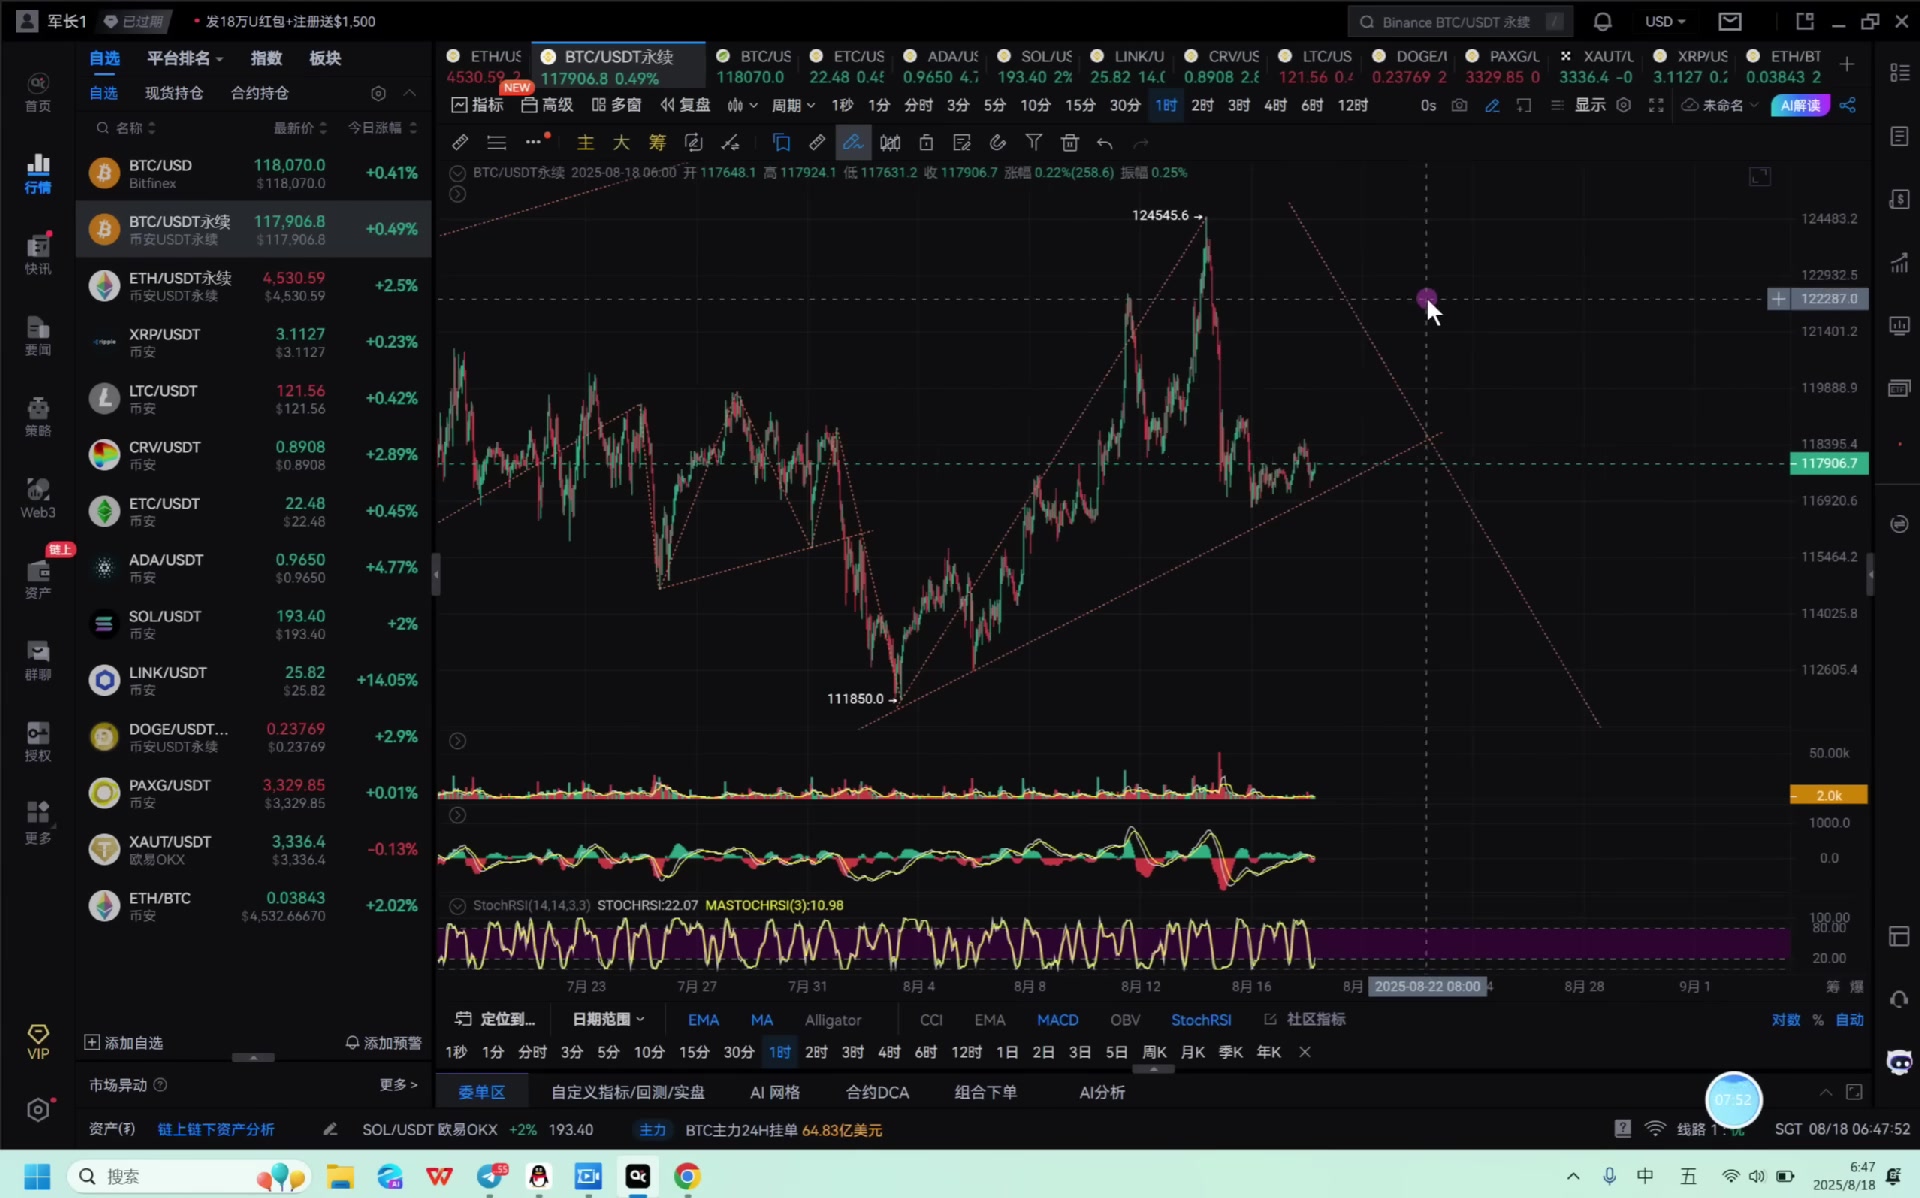 军长1 已过期 • 发18万U红包+注册送$1,500
Binance BTC/USDT 永续 /
USD
自选 平台排名 指数 板块
自选 现货持仓 合约持仓
名称 最新价 今日涨幅
BTC/USD 118,070.0 +0.41%
Bitfinex $118,070.0
BTC/USDT永续 117,906.8 +0.49%
币安USDT永续 $117,906.8
ETH/USDT永续 4,530.59 +2.5%
币安USDT永续 $4,530.59
XRP/USDT 3.1127 +0.23%
币安 $3.1127
LTC/USDT 121.56 +0.42%
币安 $121.56
CRV/USDT 0.8908 +2.89%
币安 $0.8908
ETC/USDT 22.48 +0.45%
币安 $22.48
ADA/USDT 0.9650 +4.77%
币安 $0.9650
SOL/USDT 193.40 +2%
币安 $193.40
LINK/USDT 25.82 +14.05%
币安 $25.82
DOGE/USDT... 0.23769 +2.9%
币安USDT永续 $0.23769
PAXG/USDT 3,329.85 +0.01%
币安 $3,329.85
XAUT/USDT 3,336.4 -0.13%
欧易OKX $3,336.4
ETH/BTC 0.03843 +2.02%
币安 $4,532.66670
添加自选 添加预警
市场异动 更多 >
首页
行情
快讯
要闻
策略
Web3
链上
资产
群聊
授权
更多
VIP
ETH/US BTC/USDT永续 BTC/US ETC/US ADA/US SOL/US LINK/U CRV/US LTC/US DOGE/I PAXG/L XAUT/L XRP/US ETH/BT
4530.59 2 117906.8 0.49% 118070.0 22.48 0.45 0.9650 4.7 193.40 2% 25.82 14.0 0.8908 2.8 121.56 0.4 0.23769 2 3329.85 0 3336.4 -0 3.1127 0.2 0.03843 2
NEW
指标 高级 多窗 复盘 周期 1秒 1分 分时 3分 5分 10分 15分 30分 1时 2时 3时 4时 6时 12时 0s 显示 未命名 AI解读
主 大 筹
BTC/USDT永续 2025-08-18 06:00 开 117648.1 高 117924.1 低 117631.2 收 117906.7 涨幅 0.22%(258.6) 振幅 0.25%
124545.6
111850.0
124483.2
122932.5
122287.0
121401.2
119888.9
118395.4
117906.7
116920.6
115464.2
114025.8
112605.4
50.00k
2.0k
1000.0
0.0
StochRSI(14,14,3,3) STOCHRSI:22.07 MASTOCHRSI(3):10.98
100.00
80.00
20.00
7月 23 7月 27 7月 31 8月 4 8月 8 8月 12 8月 16 8月 2025-08-22 08:00 4 8月 28 9月 1 筹 爆
定位到... 日期范围 EMA MA Alligator CCI EMA MACD OBV StochRSI 社区指标 对数 % 自动
1秒 1分 分时 3分 5分 10分 15分 30分 1时 2时 3时 4时 6时 12时 1日 2日 3日 5日 周K 月K 季K 年K
委单区 自定义指标/回测/实盘 AI 网格 合约DCA 组合下单 AI分析
07:52
资产(₮) 链上链下资产分析 SOL/USDT 欧易OKX +2% 193.40 主力 BTC主力24H挂单 64.83亿美元 线路 1 SGT 08/18 06:47:52
搜索 55 中 五 6:47
2025/8/18